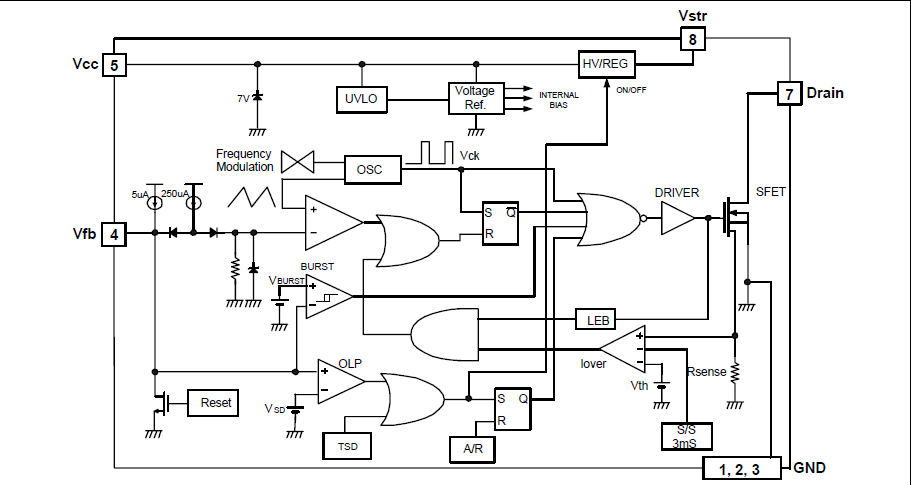 Vstr
8
Vcc 5
HV/REG
7V
UVLO
Voltage
Ref.
INTERNAL
BIAS
ON/OFF
7 Drain
Frequency
Modulation
OSC
Vck
5uA 250uA
+
−
S Q
R
DRIVER
SFET
Vfb 4
BURST
VBURST
+
−
LEB
OLP
+
−
lover
+
−
−
Vth
Rsense
Reset
VSD
TSD
S Q
R
A/R
S/S
3mS
1, 2, 3 GND